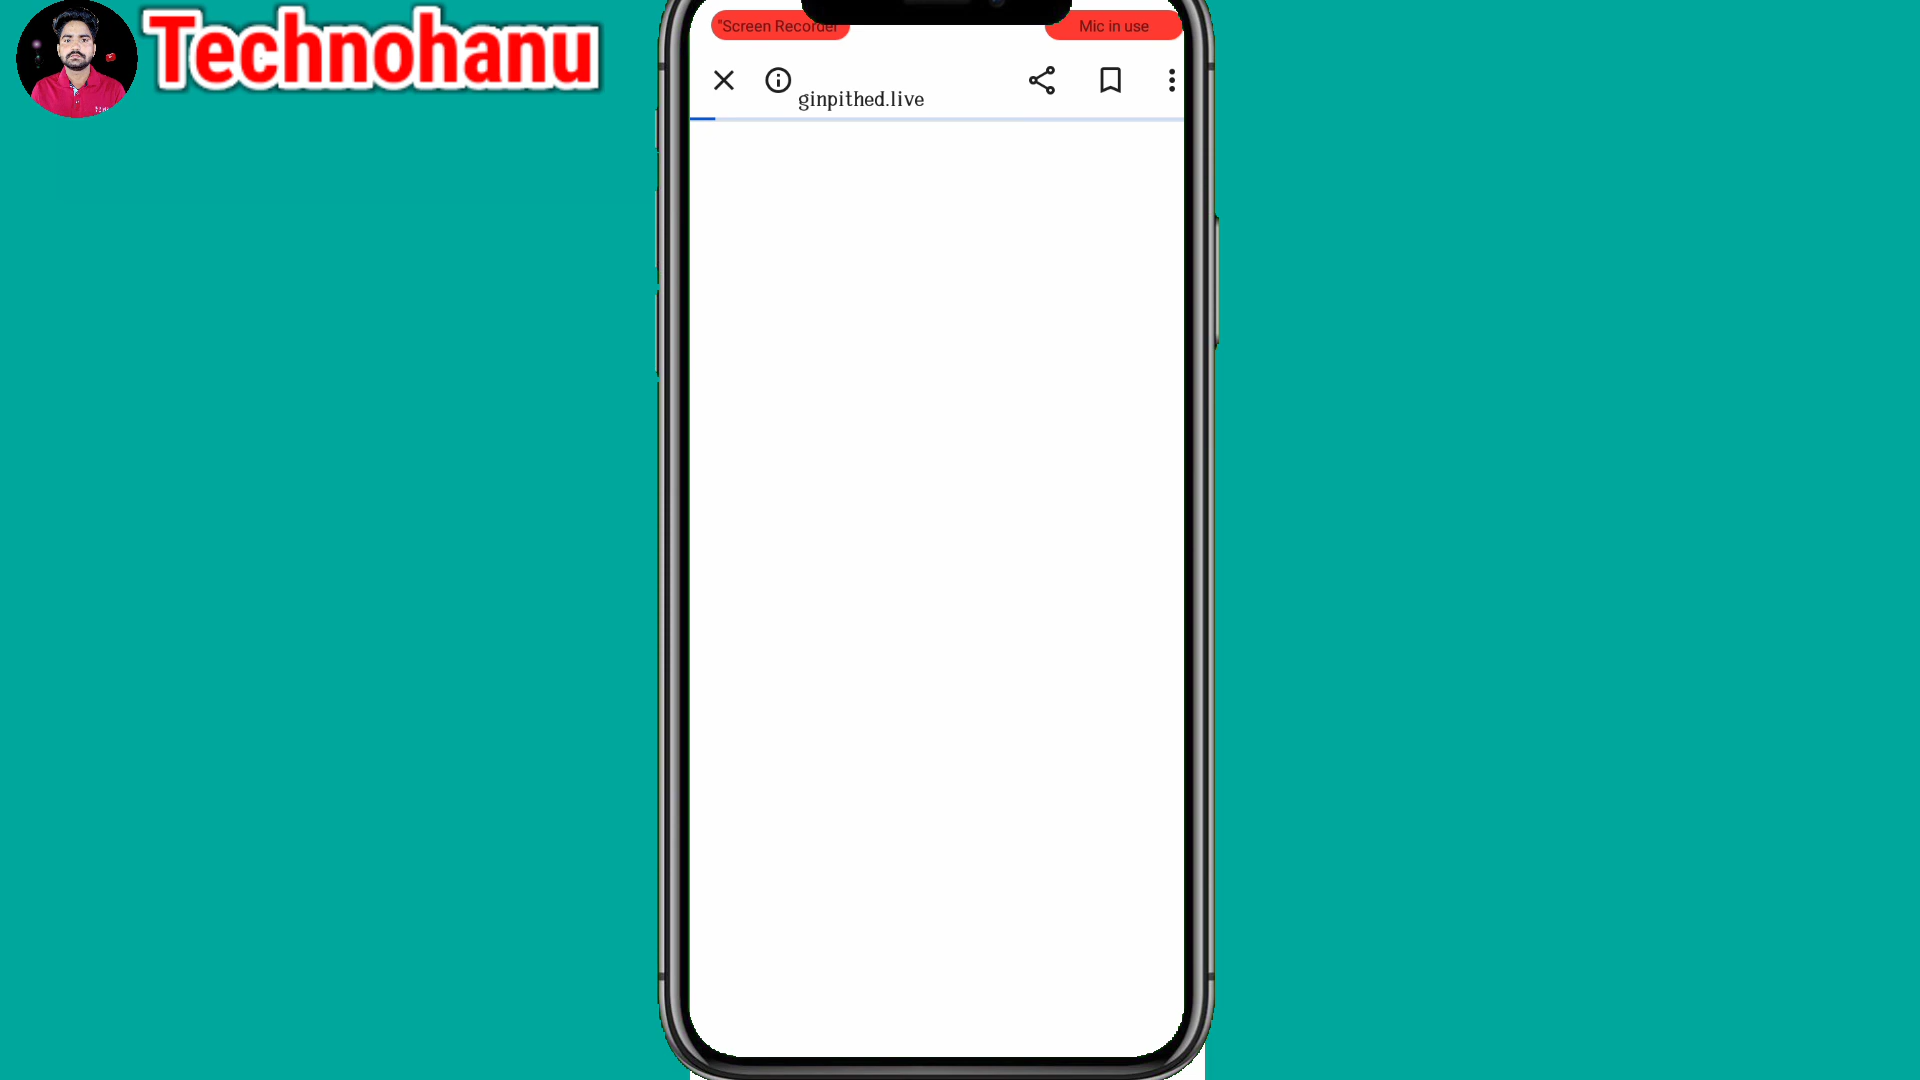 Technohanu
"Screen Recorder
Mic in use
ginpithed.live